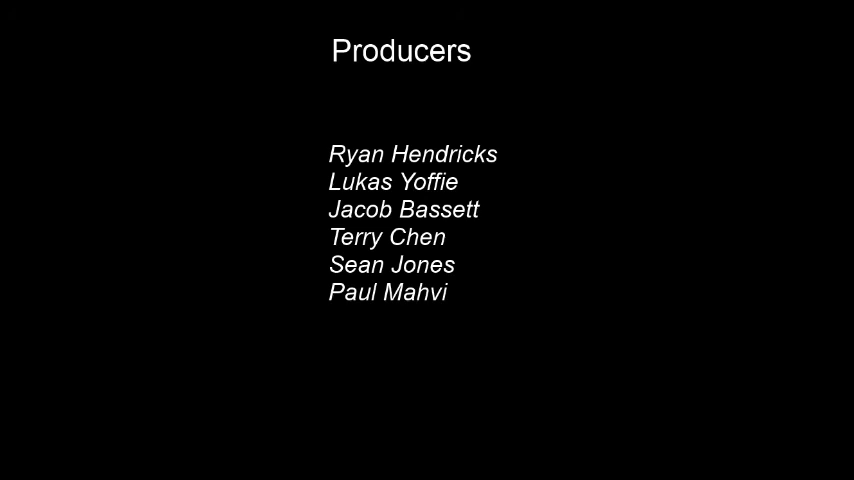 Producers
Ryan Hendricks
Lukas Yoffie
Jacob Bassett
Terry Chen
Sean Jones
Paul Mahvi